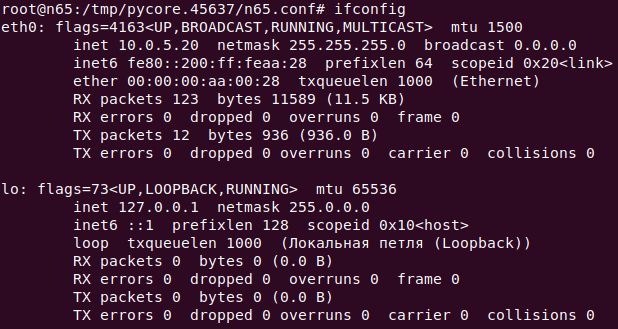 root@n65:/tmp/pycore.45637/n65.conf# ifconfig
eth0: flags=4163<UP,BROADCAST,RUNNING,MULTICAST>  mtu 1500
        inet 10.0.5.20  netmask 255.255.255.0  broadcast 0.0.0.0
        inet6 fe80::200:ff:feaa:28  prefixlen 64  scopeid 0x20<link>
        ether 00:00:00:aa:00:28  txqueuelen 1000  (Ethernet)
        RX packets 123  bytes 11589 (11.5 KB)
        RX errors 0  dropped 0  overruns 0  frame 0
        TX packets 12  bytes 936 (936.0 B)
        TX errors 0  dropped 0 overruns 0  carrier 0  collisions 0
lo: flags=73<UP,LOOPBACK,RUNNING>  mtu 65536
        inet 127.0.0.1  netmask 255.0.0.0
        inet6 ::1  prefixlen 128  scopeid 0x10<host>
        loop  txqueuelen 1000  (Локальная петля (Loopback))
        RX packets 0  bytes 0 (0.0 B)
        RX errors 0  dropped 0  overruns 0  frame 0
        TX packets 0  bytes 0 (0.0 B)
        TX errors 0  dropped 0 overruns 0  carrier 0  collisions 0